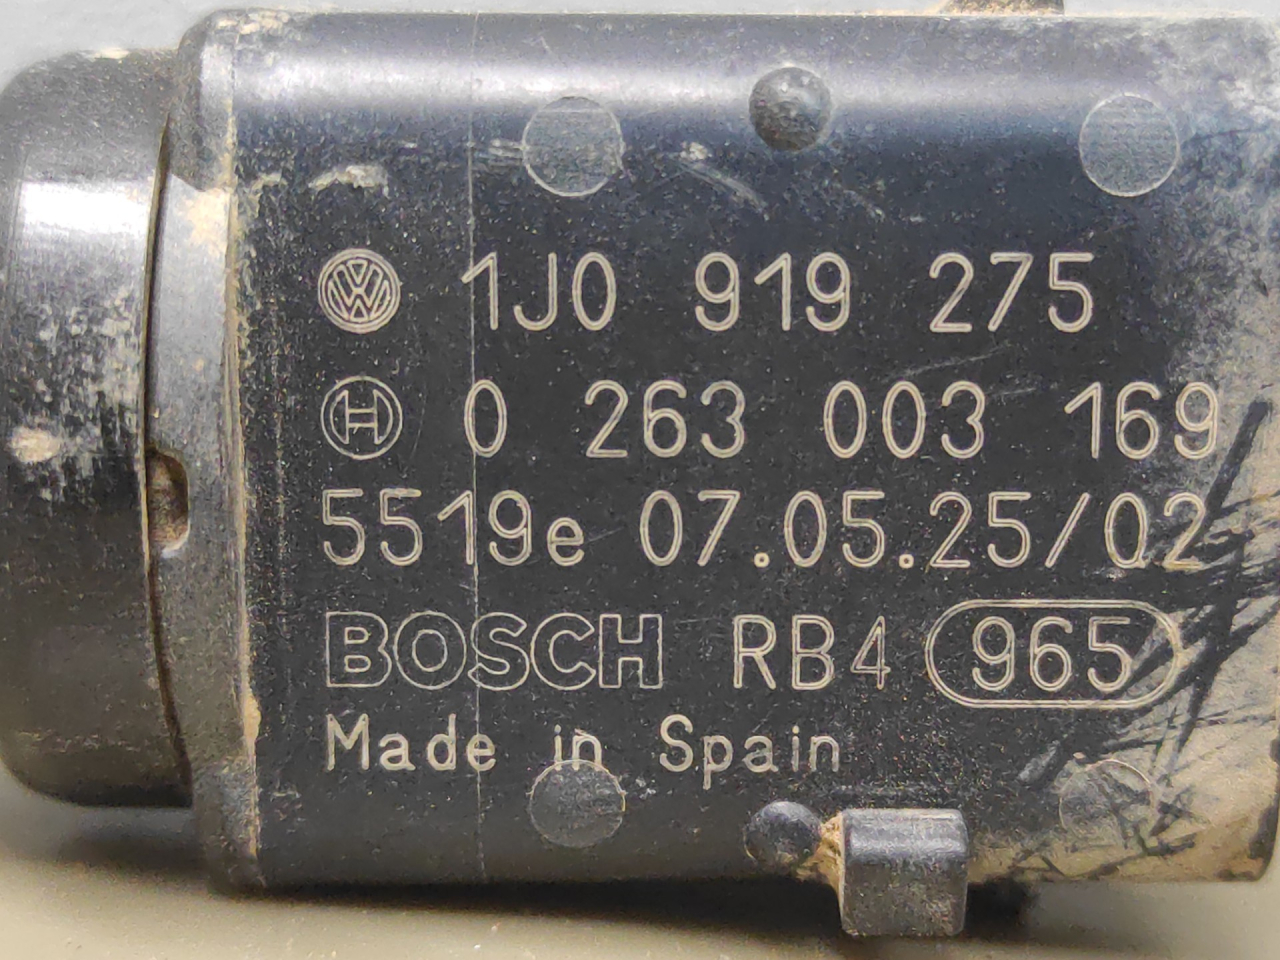 1J0 919 275
0 263 003 169
5519e 07.05.25/02
BOSCH RB4 965
Made in Spain